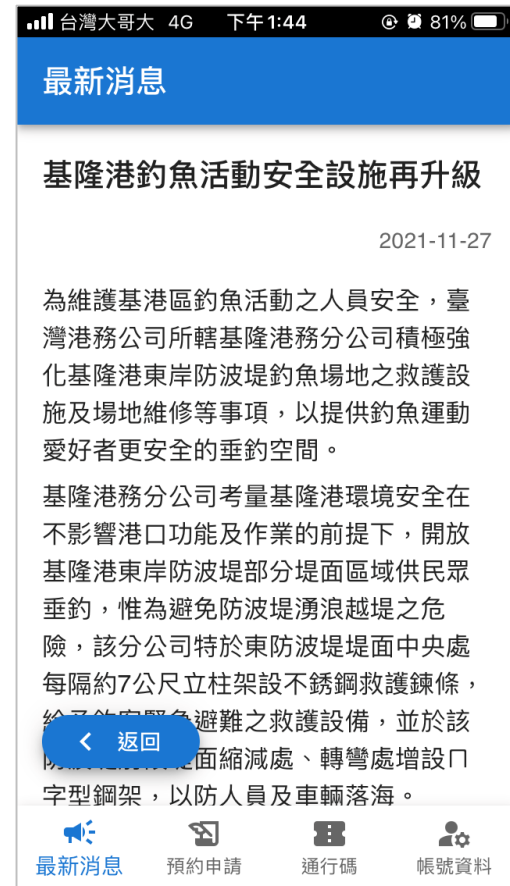 台灣大哥大 4G 下午1:44 81%
最新消息
基隆港釣魚活動安全設施再升級
2021-11-27
為維護基港區釣魚活動之人員安全，臺
灣港務公司所轄基隆港務分公司積極強
化基隆港東岸防波堤釣魚場地之救護設
施及場地維修等事項，以提供釣魚運動
愛好者更安全的垂釣空間。
基隆港務分公司考量基隆港環境安全在
不影響港口功能及作業的前提下，開放
基隆港東岸防波堤部分堤面區域供民眾
垂釣，惟為避免防波堤湧浪越堤之危
險，該分公司特於東防波堤堤面中央處
每隔約7公尺立柱架設不銹鋼救護鍊條，
避難之救護設備，並於該
返回
面縮減處、轉彎處增設ㄇ
字型鋼架，以防人員及車輛落海。
最新消息 預約申請 通行碼 帳號資料